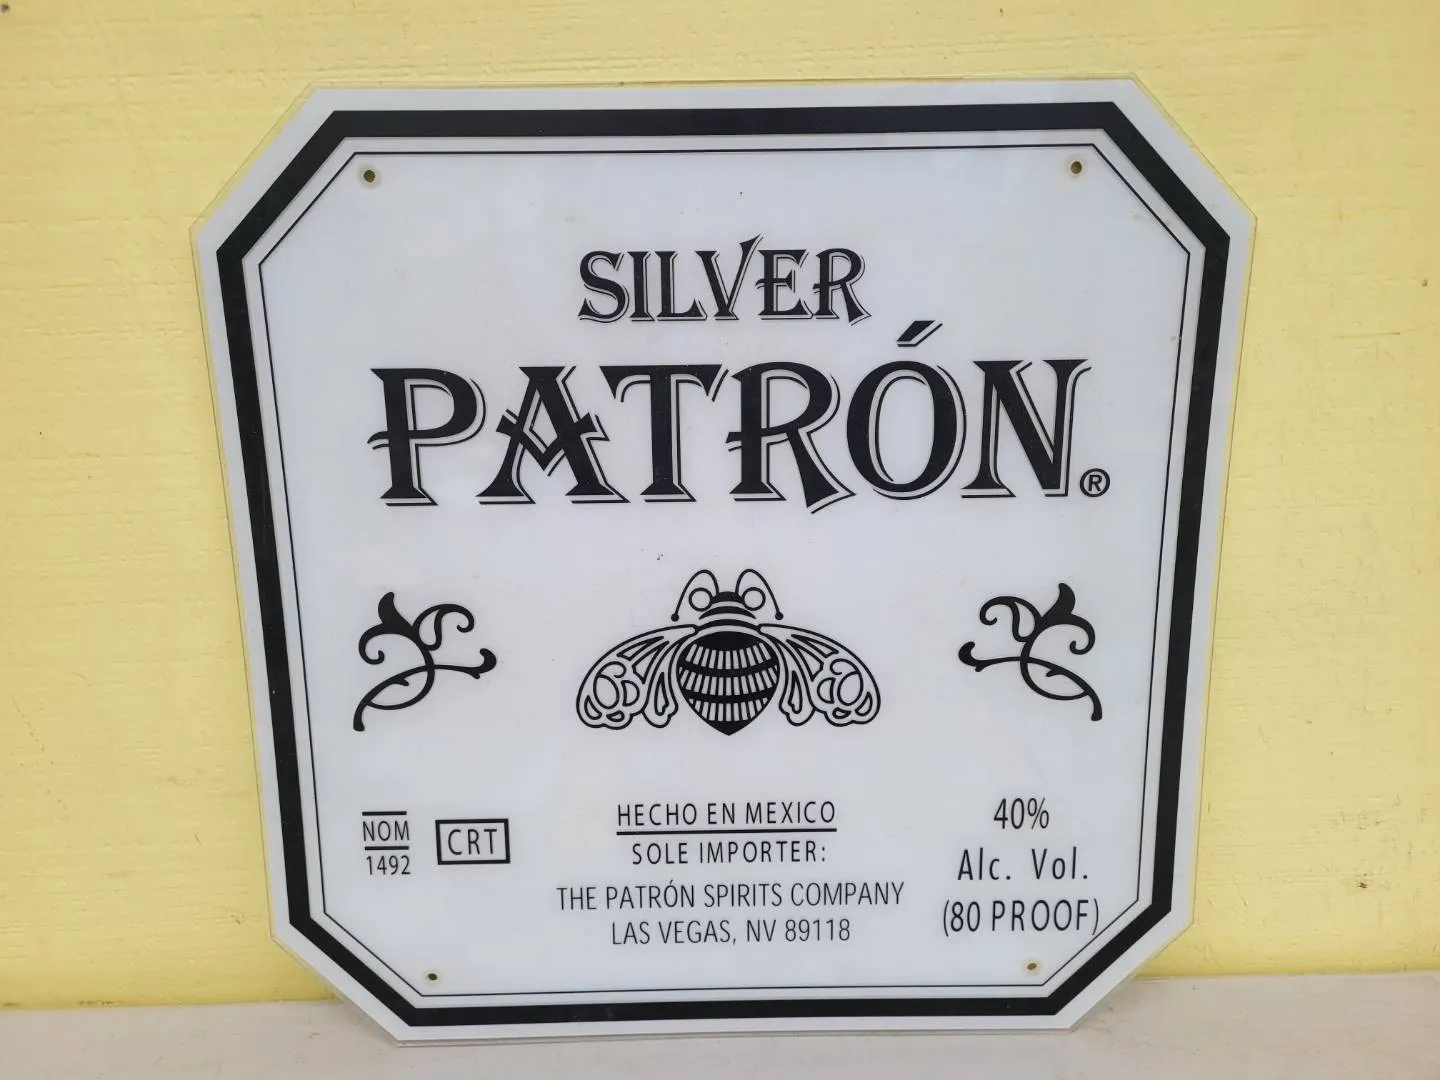 SILVER
PATRÓN®
NOM
1492
CRT
HECHO EN MEXICO
SOLE IMPORTER:
THE PATRÓN SPIRITS COMPANY
LAS VEGAS, NV 89118
40%
Alc. Vol.
(80 PROOF)